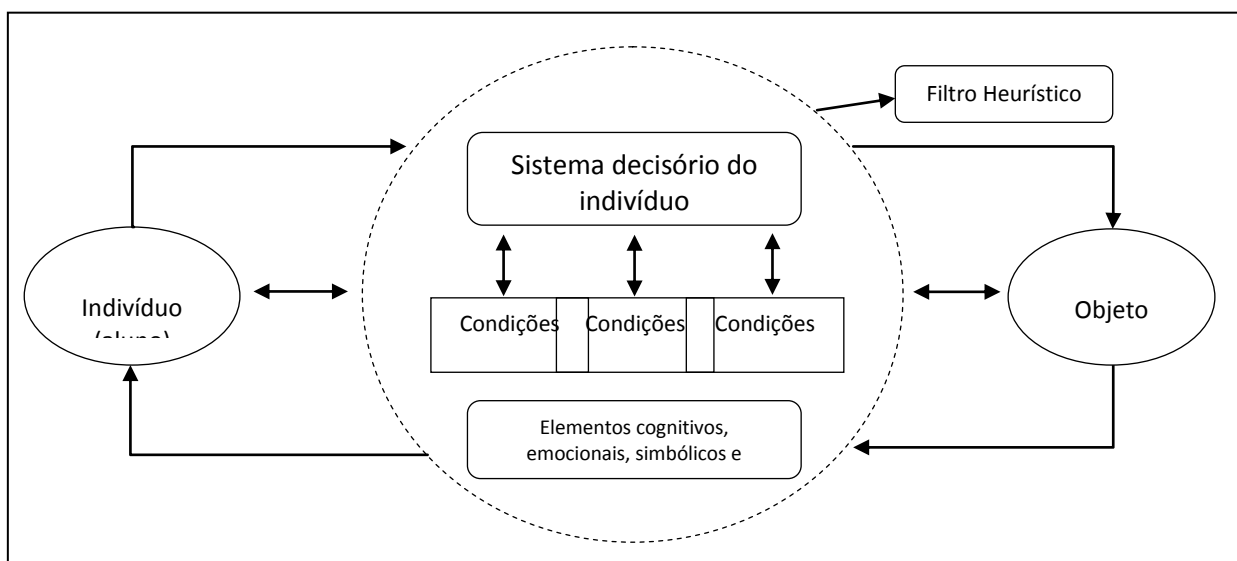 Filtro Heurístico
Sistema decisório do
indivíduo
Indivíduo
Condições Condições Condições
Objeto
Elementos cognitivos,
emocionais, simbólicos e